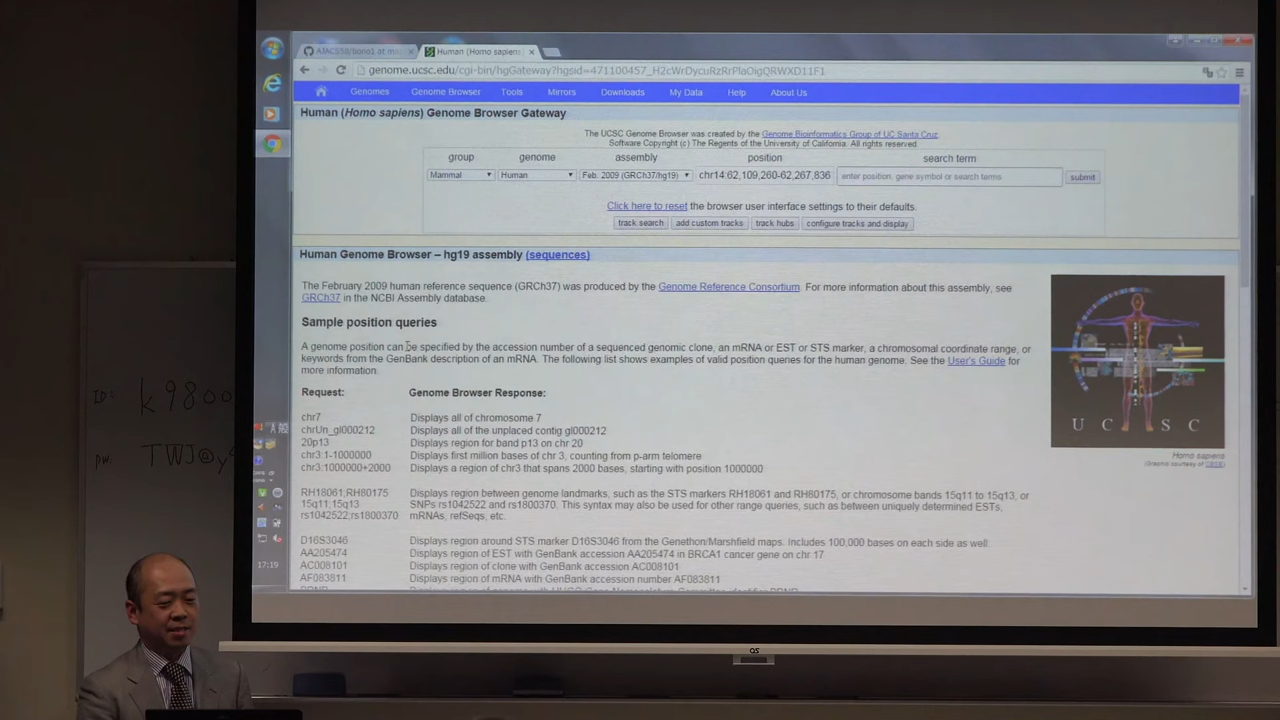 Human (Homo sapiens)
genome.ucsc.edu/cgi-bin/hgGateway?hgsid=471100457_H2cWrDycuRzRrPlaOigQRWXD11F1
Genomes Genome Browser Tools Mirrors Downloads My Data Help About Us
Human (Homo sapiens) Genome Browser Gateway
The UCSC Genome Browser was created by the Genome Bioinformatics Group of UC Santa Cruz.
Software Copyright (c) The Regents of the University of California. All rights reserved.
group genome assembly position search term
Mammal Human Feb. 2009 (GRCh37/hg19) chr14:62,109,260-62,267,836 enter position, gene symbol or search terms submit
Click here to reset the browser user interface settings to their defaults.
track search add custom tracks track hubs configure tracks and display
Human Genome Browser – hg19 assembly (sequences)
The February 2009 human reference sequence (GRCh37) was produced by the Genome Reference Consortium. For more information about this assembly, see
GRCh37 in the NCBI Assembly database.
Sample position queries
A genome position can be specified by the accession number of a sequenced genomic clone, an mRNA or EST or STS marker, a chromosomal coordinate range, or
keywords from the GenBank description of an mRNA. The following list shows examples of valid position queries for the human genome. See the User's Guide for
more information.
Request: Genome Browser Response:
chr7 Displays all of chromosome 7
chrUn_gl000212 Displays all of the unplaced contig gl000212
20p13 Displays region for band p13 on chr 20
chr3:1-1000000 Displays first million bases of chr 3, counting from p-arm telomere
chr3:1000000+2000 Displays a region of chr3 that spans 2000 bases, starting with position 1000000
RH18061;RH80175 Displays region between genome landmarks, such as the STS markers RH18061 and RH80175, or chromosome bands 15q11 to 15q13, or
15q11;15q13 SNPs rs1042522 and rs1800370. This syntax may also be used for other range queries, such as between uniquely determined ESTs,
rs1042522;rs1800370 mRNAs, refSeqs, etc.
D16S3046 Displays region around STS marker D16S3046 from the Genethon/Marshfield maps. Includes 100,000 bases on each side as well.
AA205474 Displays region of EST with GenBank accession AA205474 in BRCA1 cancer gene on chr 17
AC008101 Displays region of clone with GenBank accession AC008101
AF083811 Displays region of mRNA with GenBank accession number AF083811
UCSC
Homo sapiens
(Graphic courtesy of CBSE)
17:19
ID: k9800
PW: TWJ@y
OS